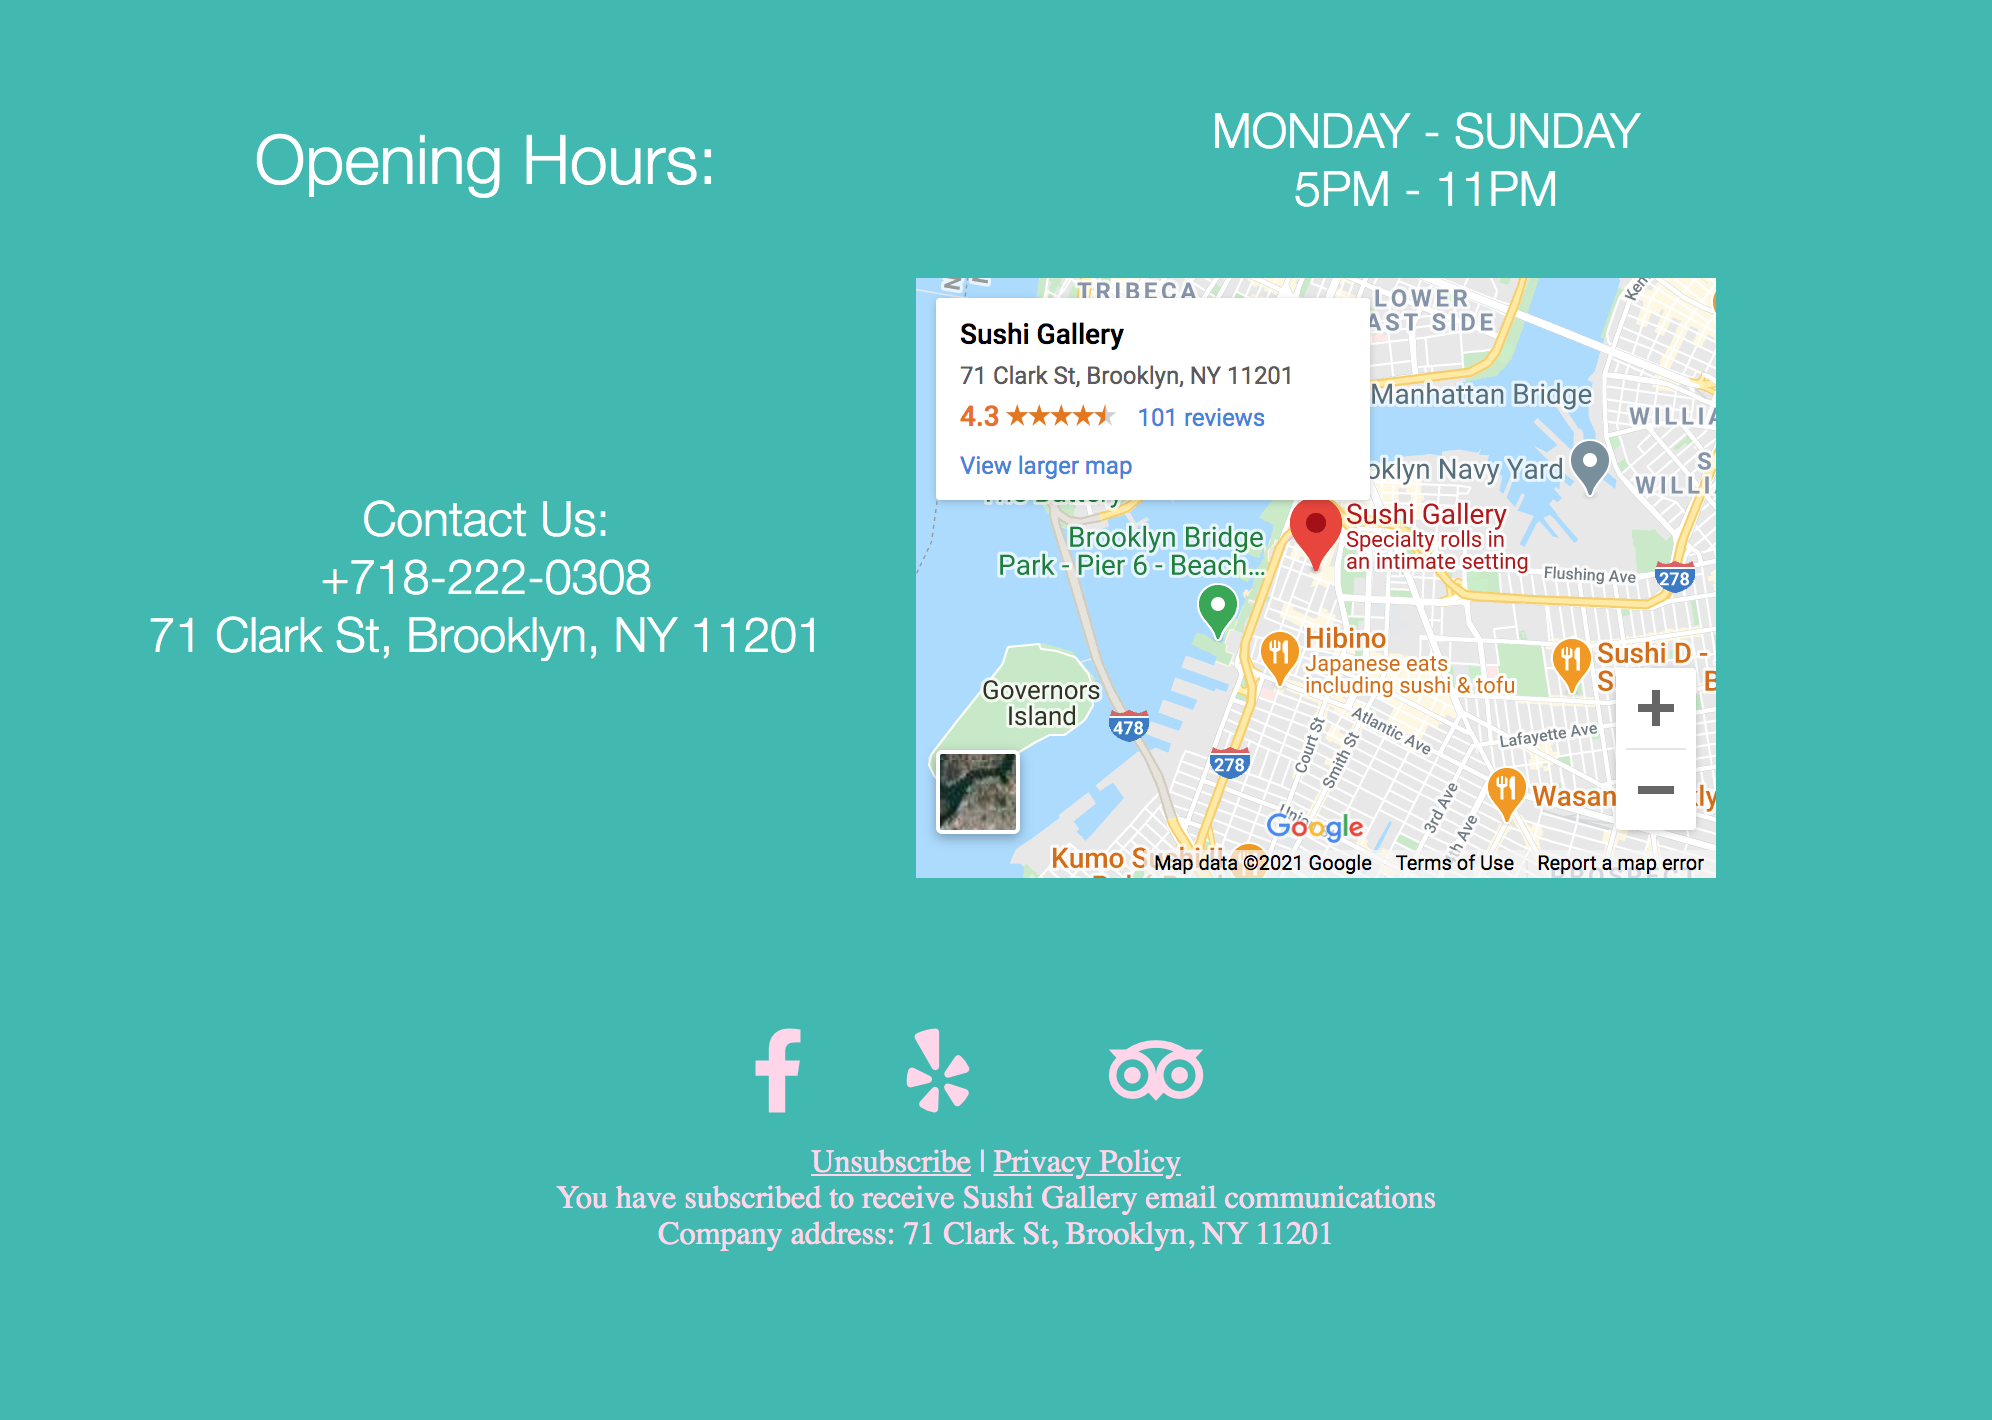 Opening Hours:
MONDAY - SUNDAY
5PM - 11PM
Contact Us:
+718-222-0308
71 Clark St, Brooklyn, NY 11201
TRIBECA
LOWER
EAST SIDE
Sushi Gallery
71 Clark St, Brooklyn, NY 11201
4.3
101 reviews
View larger map
Manhattan Bridge
Navy Yard
Sushi Gallery
Specialty rolls in
an intimate setting
Brooklyn Bridge
Park - Pier 6 - Beach...
Flushing Ave
278
Hibino
Japanese eats
including sushi & tofu
Sushi D -
Governors
Island
478
278
Court St
Smith St
Atlantic Ave
Lafayette Ave
3rd Ave
Google
Kumo
Map data ©2021 Google
Terms of Use
Report a map error
Unsubscribe | Privacy Policy
You have subscribed to receive Sushi Gallery email communications
Company address: 71 Clark St, Brooklyn, NY 11201